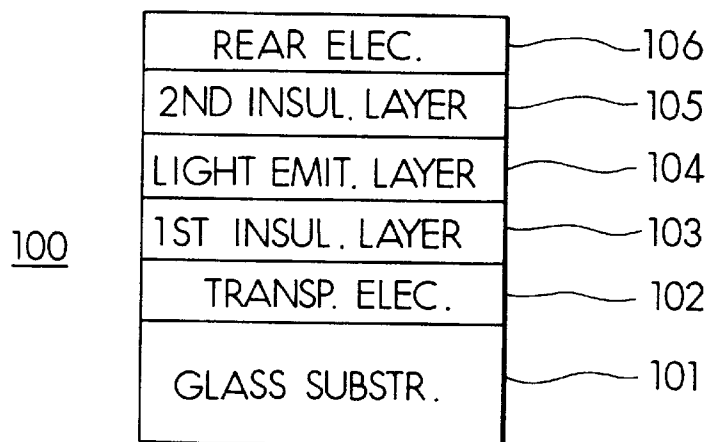 REAR ELEC. 106
2ND INSUL. LAYER 105
LIGHT EMIT. LAYER 104
100
1ST INSUL. LAYER 103
TRANSP. ELEC. 102
GLASS SUBSTR. 101